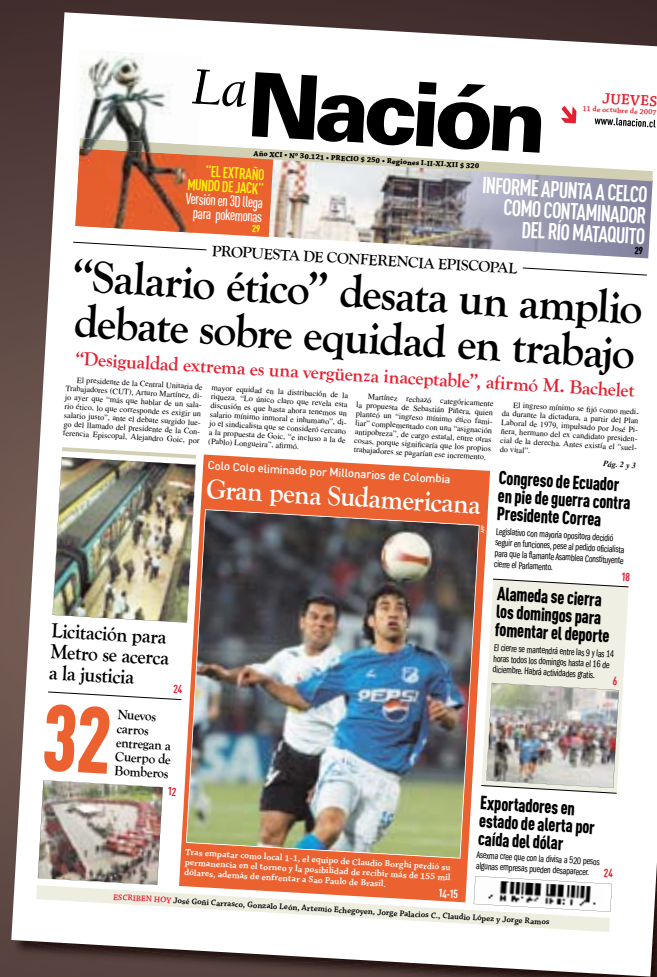 La Nación
JUEVES
11 de octubre de 2007
www.lanacion.cl
Año XCI • Nº 30.121 • PRECIO $ 250 • Regiones I-II-XI-XII $ 320
“EL EXTRAÑO
MUNDO DE JACK”
Versión en 3D llega
para pokemonas
29
INFORME APUNTA A CELCO
COMO CONTAMINADOR
DEL RÍO MATAQUITO
29
PROPUESTA DE CONFERENCIA EPISCOPAL
“Salario ético” desata un amplio
debate sobre equidad en trabajo
“Desigualdad extrema es una vergüenza inaceptable”, afirmó M. Bachelet
El presidente de la Central Unitaria de
Trabajadores (CUT), Arturo Martínez, di-
jo ayer que “más que hablar de un sala-
rio ético, lo que corresponde es exigir un
salario justo”, ante el debate surgido lue-
go del llamado del presidente de la Con-
ferencia Episcopal, Alejandro Goic, por
mayor equidad en la distribución de la
riqueza. “Lo único claro que revela esta
discusión es que hasta ahora tenemos un
salario mínimo inmoral e inhumano”, di-
jo el sindicalista que se consideró cercano
a la propuesta de Goic, “e incluso a la de
(Pablo) Longueira”, afirmó.
Martínez rechazó categóricamente
la propuesta de Sebastián Piñera, quien
planteó un “ingreso mínimo ético fami-
liar” complementado con una “asignación
antipobreza”, de cargo estatal, entre otras
cosas, porque significaría que los propios
trabajadores se pagarían ese incremento.
El ingreso mínimo se fijó como medi-
da durante la dictadura, a partir del Plan
Laboral de 1979, impulsado por José Pi-
ñera, hermano del ex candidato presiden-
cial de la derecha. Antes existía el “suel-
do vital”.
Pág. 2 y 3
Licitación para
Metro se acerca
a la justicia
24
32
Nuevos
carros
entregan a
Cuerpo de
Bomberos
12
Colo Colo eliminado por Millonarios de Colombia
Gran pena Sudamericana
PEPSI
Tras empatar como local 1-1, el equipo de Claudio Borghi perdió su
permanencia en el torneo y la posibilidad de recibir más de 155 mil
dólares, además de enfrentar a Sao Paulo de Brasil.
14-15
Congreso de Ecuador
en pie de guerra contra
Presidente Correa
Legislativo con mayoría opositora decidió
seguir en funciones, pese al pedido oficialista
para que la flamante Asamblea Constituyente
cierre el Parlamento.
18
Alameda se cierra
los domingos para
fomentar el deporte
El cierre se mantendrá entre las 9 y las 14
horas todos los domingos hasta el 16 de
diciembre. Habrá actividades gratis.
6
Exportadores en
estado de alerta por
caída del dólar
Asexma cree que con la divisa a 520 pesos
algunas empresas pueden desaparecer.
24
ESCRIBEN HOY José Goñi Carrasco, Gonzalo León, Artemio Echegoyen, Jorge Palacios C., Claudio López y Jorge Ramos